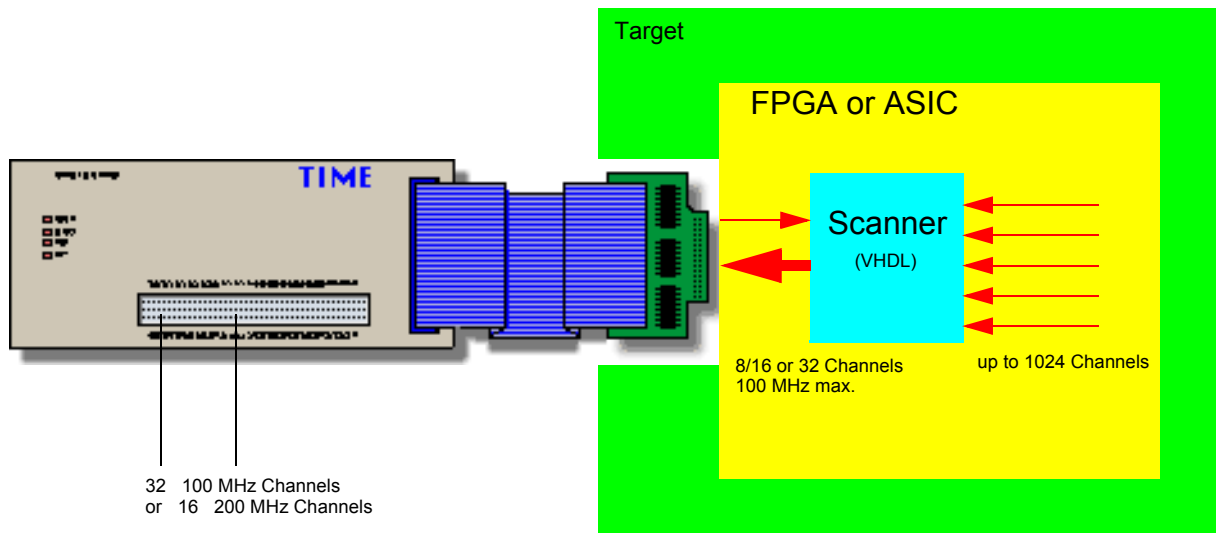 Target
FPGA or ASIC
TIME
Scanner
(VHDL)
8/16 or 32 Channels
100 MHz max.
up to 1024 Channels
32 100 MHz Channels
or 16 200 MHz Channels